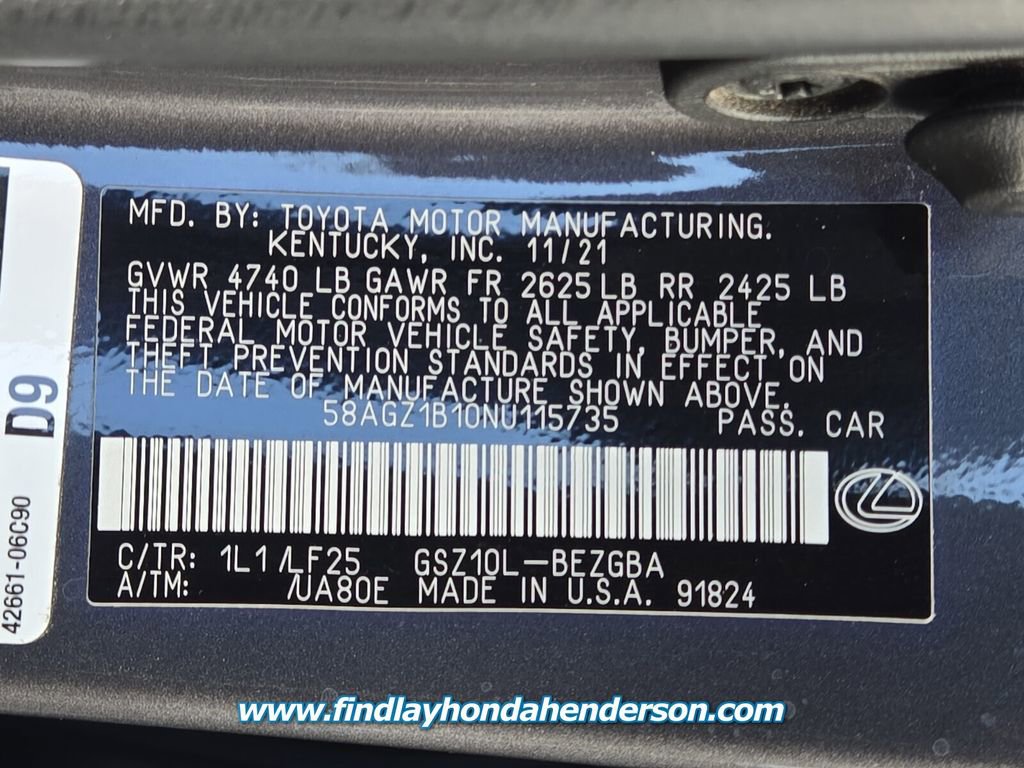 MFD. BY: TOYOTA MOTOR MANUFACTURING.
KENTUCKY, INC. 11/21
GVWR 4740 LB GAWR FR 2625 LB RR 2425 LB
THIS VEHICLE CONFORMS TO ALL APPLICABLE
FEDERAL MOTOR VEHICLE SAFETY, BUMPER, AND
THEFT PREVENTION STANDARDS IN EFFECT ON
THE DATE OF MANUFACTURE SHOWN ABOVE.
58AGZ1B10NU115735 PASS. CAR
C/TR: 1L1/LF25 GSZ10L-BEZGBA
A/TM: /UA80E MADE IN U.S.A. 91824
D9
42661-06C90
www.findlayhondahenderson.com